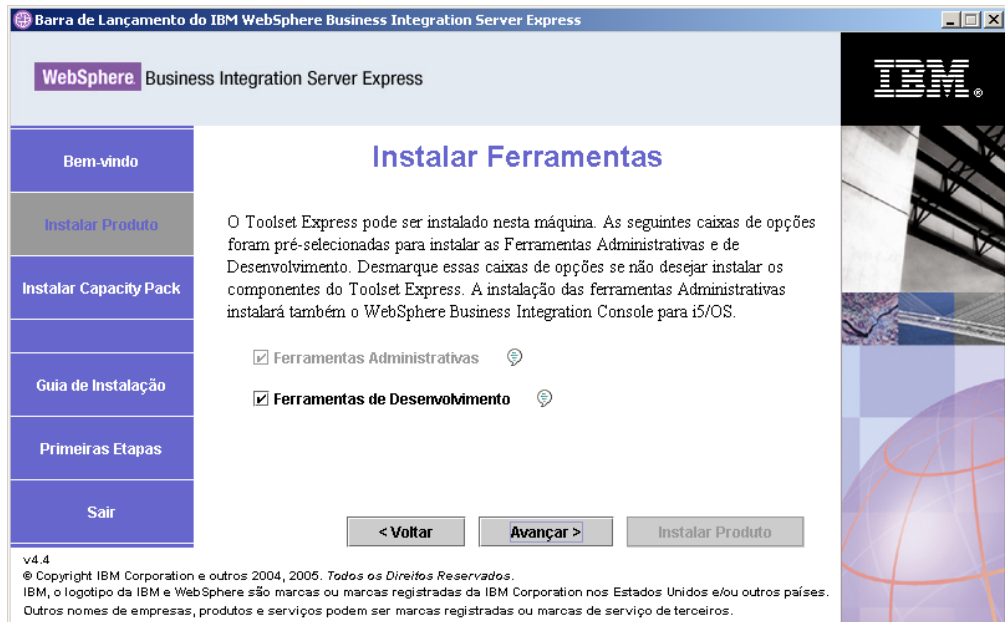 Barra de Lançamento do IBM WebSphere Business Integration Server Express
WebSphere. Business Integration Server Express
IBM®
Bem-vindo
Instalar Produto
Instalar Capacity Pack
Guia de Instalação
Primeiras Etapas
Sair
Instalar Ferramentas
O Toolset Express pode ser instalado nesta máquina. As seguintes caixas de opções
foram pré-selecionadas para instalar as Ferramentas Administrativas e de
Desenvolvimento. Desmarque essas caixas de opções se não desejar instalar os
componentes do Toolset Express. A instalação das ferramentas Administrativas
instalará também o WebSphere Business Integration Console para i5/OS.
Ferramentas Administrativas
Ferramentas de Desenvolvimento
< Voltar
Avançar >
Instalar Produto
v4.4
© Copyright IBM Corporation e outros 2004, 2005. Todos os Direitos Reservados.
IBM, o logotipo da IBM e WebSphere são marcas ou marcas registradas da IBM Corporation nos Estados Unidos e/ou outros países.
Outros nomes de empresas, produtos e serviços podem ser marcas registradas ou marcas de serviço de terceiros.